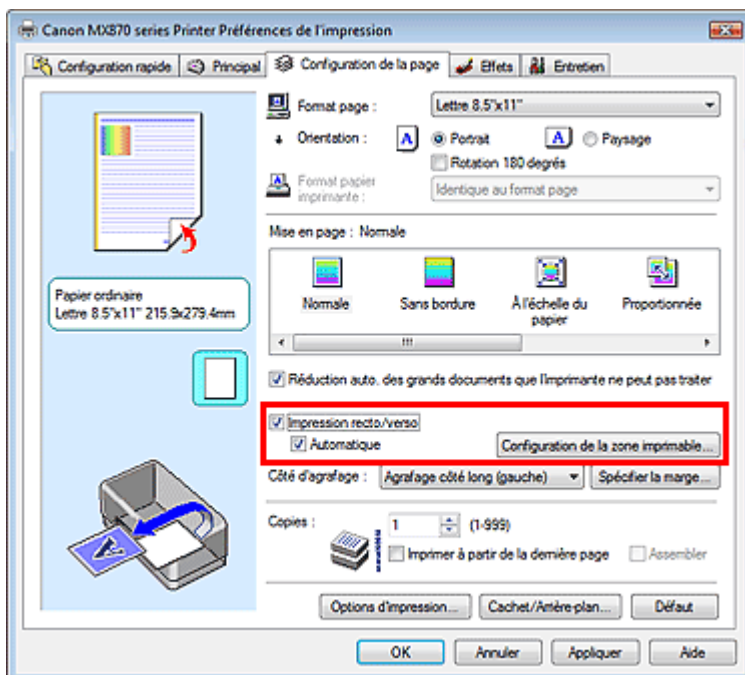 Canon MX870 series Printer Préférences de l'impression
Configuration rapide Principal Configuration de la page Effets Entretien
Format page : Lettre 8.5"x11"
Orientation : A Portrait A Paysage
Rotation 180 degrés
Format papier imprimante : Identique au format page
Mise en page : Normale
Normale Sans bordure À l'échelle du papier Proportionnée
Papier ordinaire
Lettre 8.5"x11" 215.9x279.4mm
Réduction auto. des grands documents que l'imprimante ne peut pas traiter
Impression recto/verso
Automatique Configuration de la zone imprimable...
Côté d'agrafage : Agrafage côté long (gauche) Spécifier la marge...
Copies : 1 (1-999)
Imprimer à partir de la dernière page Assembler
Options d'impression... Cachet/Arrière-plan... Défaut
OK Annuler Appliquer Aide